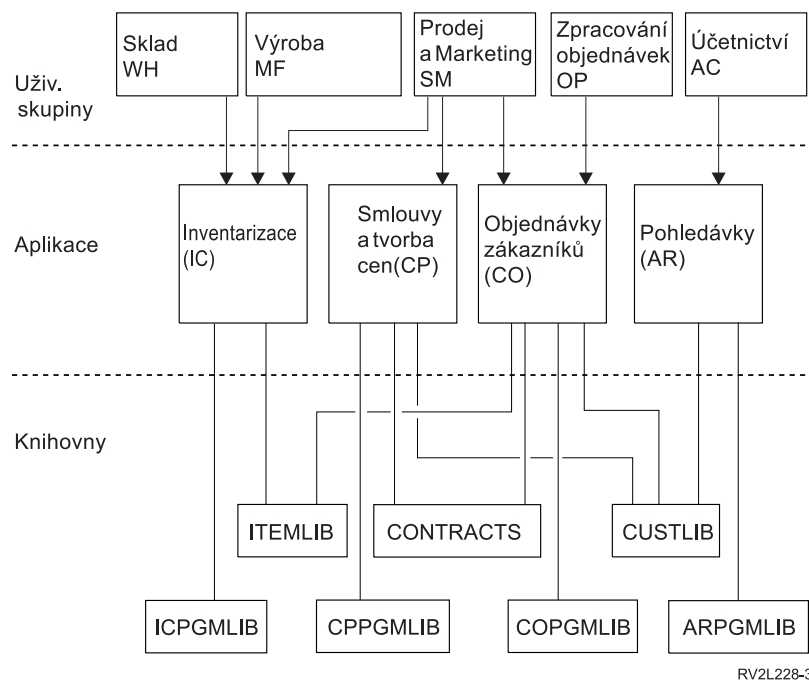 Sklad
WH
Výroba
MF
Prodej
a Marketing
SM
Zpracování
objednávek
OP
Účetnictví
AC
Uživ.
skupiny
Aplikace
Inventarizace
(IC)
Smlouvy
a tvorba
cen(CP)
Objednávky
zákazníků
(CO)
Pohledávky
(AR)
Knihovny
ITEMLIB
CONTRACTS
CUSTLIB
ICPGMLIB
CPPGMLIB
COPGMLIB
ARPGMLIB
RV2L228-3